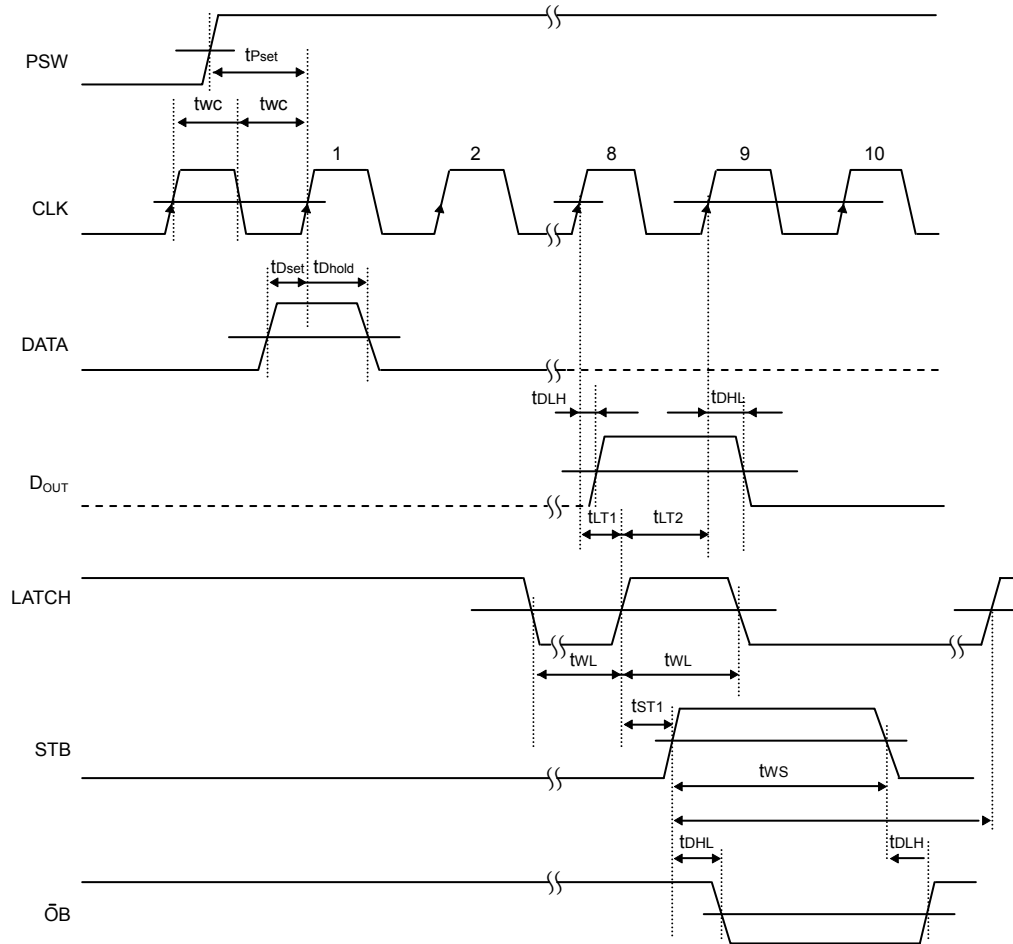 PSW
tPset
twc twc
1 2 8 9 10
CLK
tDset tDhold
DATA
tDLH tDHL
DOUT
tLT1 tLT2
LATCH
tWL tWL
tST1
STB
tWS
tDHL tDLH
ŌB